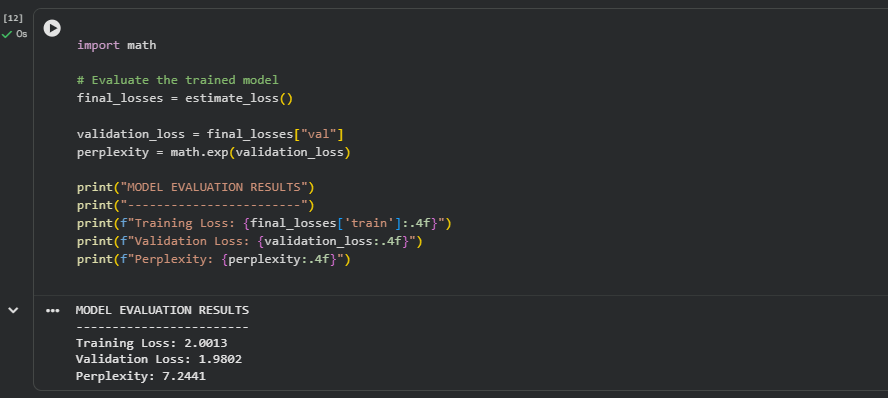 [12]
0s
import math
# Evaluate the trained model
final_losses = estimate_loss()
validation_loss = final_losses["val"]
perplexity = math.exp(validation_loss)
print("MODEL EVALUATION RESULTS")
print("------------------------")
print(f"Training Loss: {final_losses['train']:.4f}")
print(f"Validation Loss: {validation_loss:.4f}")
print(f"Perplexity: {perplexity:.4f}")
MODEL EVALUATION RESULTS
------------------------
Training Loss: 2.0013
Validation Loss: 1.9802
Perplexity: 7.2441